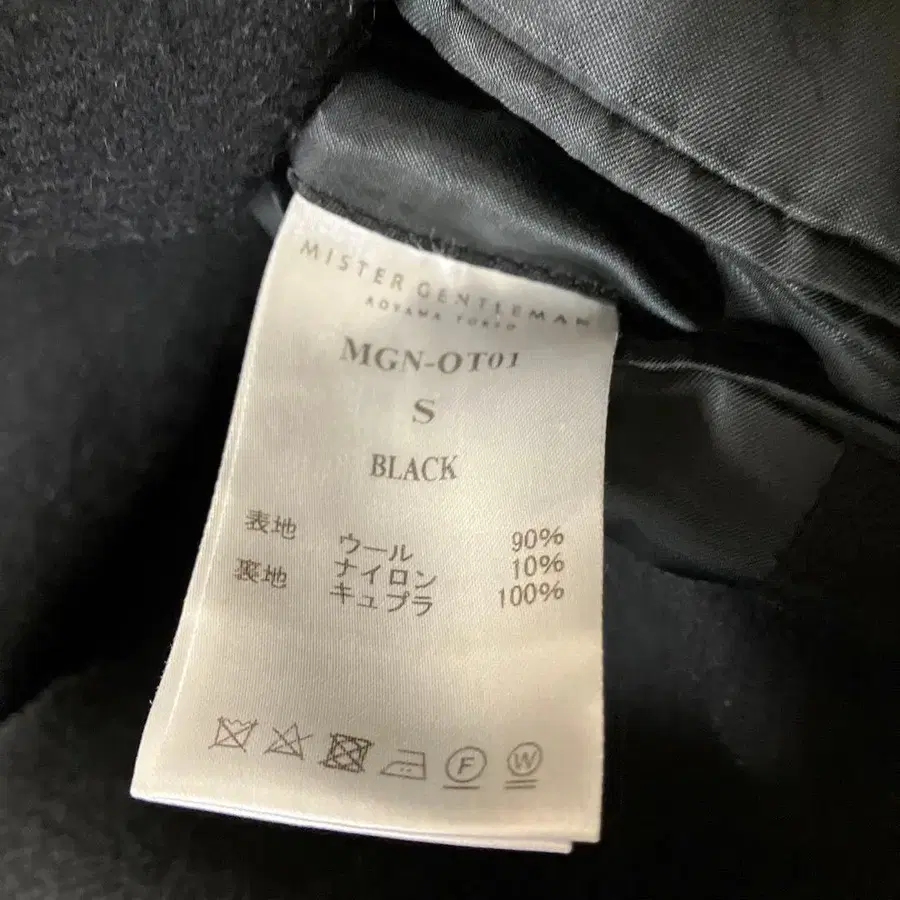 MISTER GENTLEMAN
AOYAMA TOKYO
MGN-OT01
S
BLACK
表地 ウール 90%
ナイロン 10%
裏地 キュプラ 100%
F W